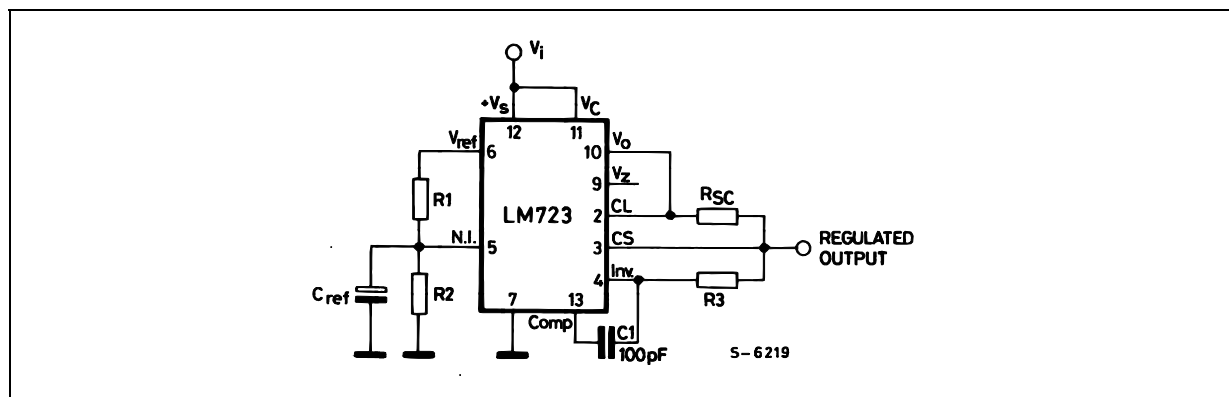 Vi
+Vs
VC
12
11
Vref
6
Vo
10
Vz
9
R1
LM723
CL
2
RSC
N.I.
5
CS
3
REGULATED
OUTPUT
Inv.
4
Cref
R2
R3
7
13
Comp
C1
100pF
S-6219